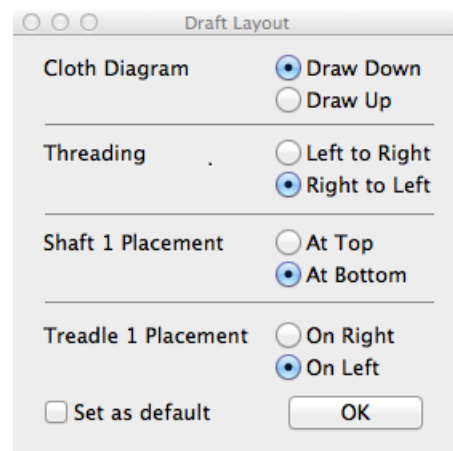 Draft Layout
Cloth Diagram Draw Down
Draw Up
Threading . Left to Right
Right to Left
Shaft 1 Placement At Top
At Bottom
Treadle 1 Placement On Right
On Left
Set as default OK